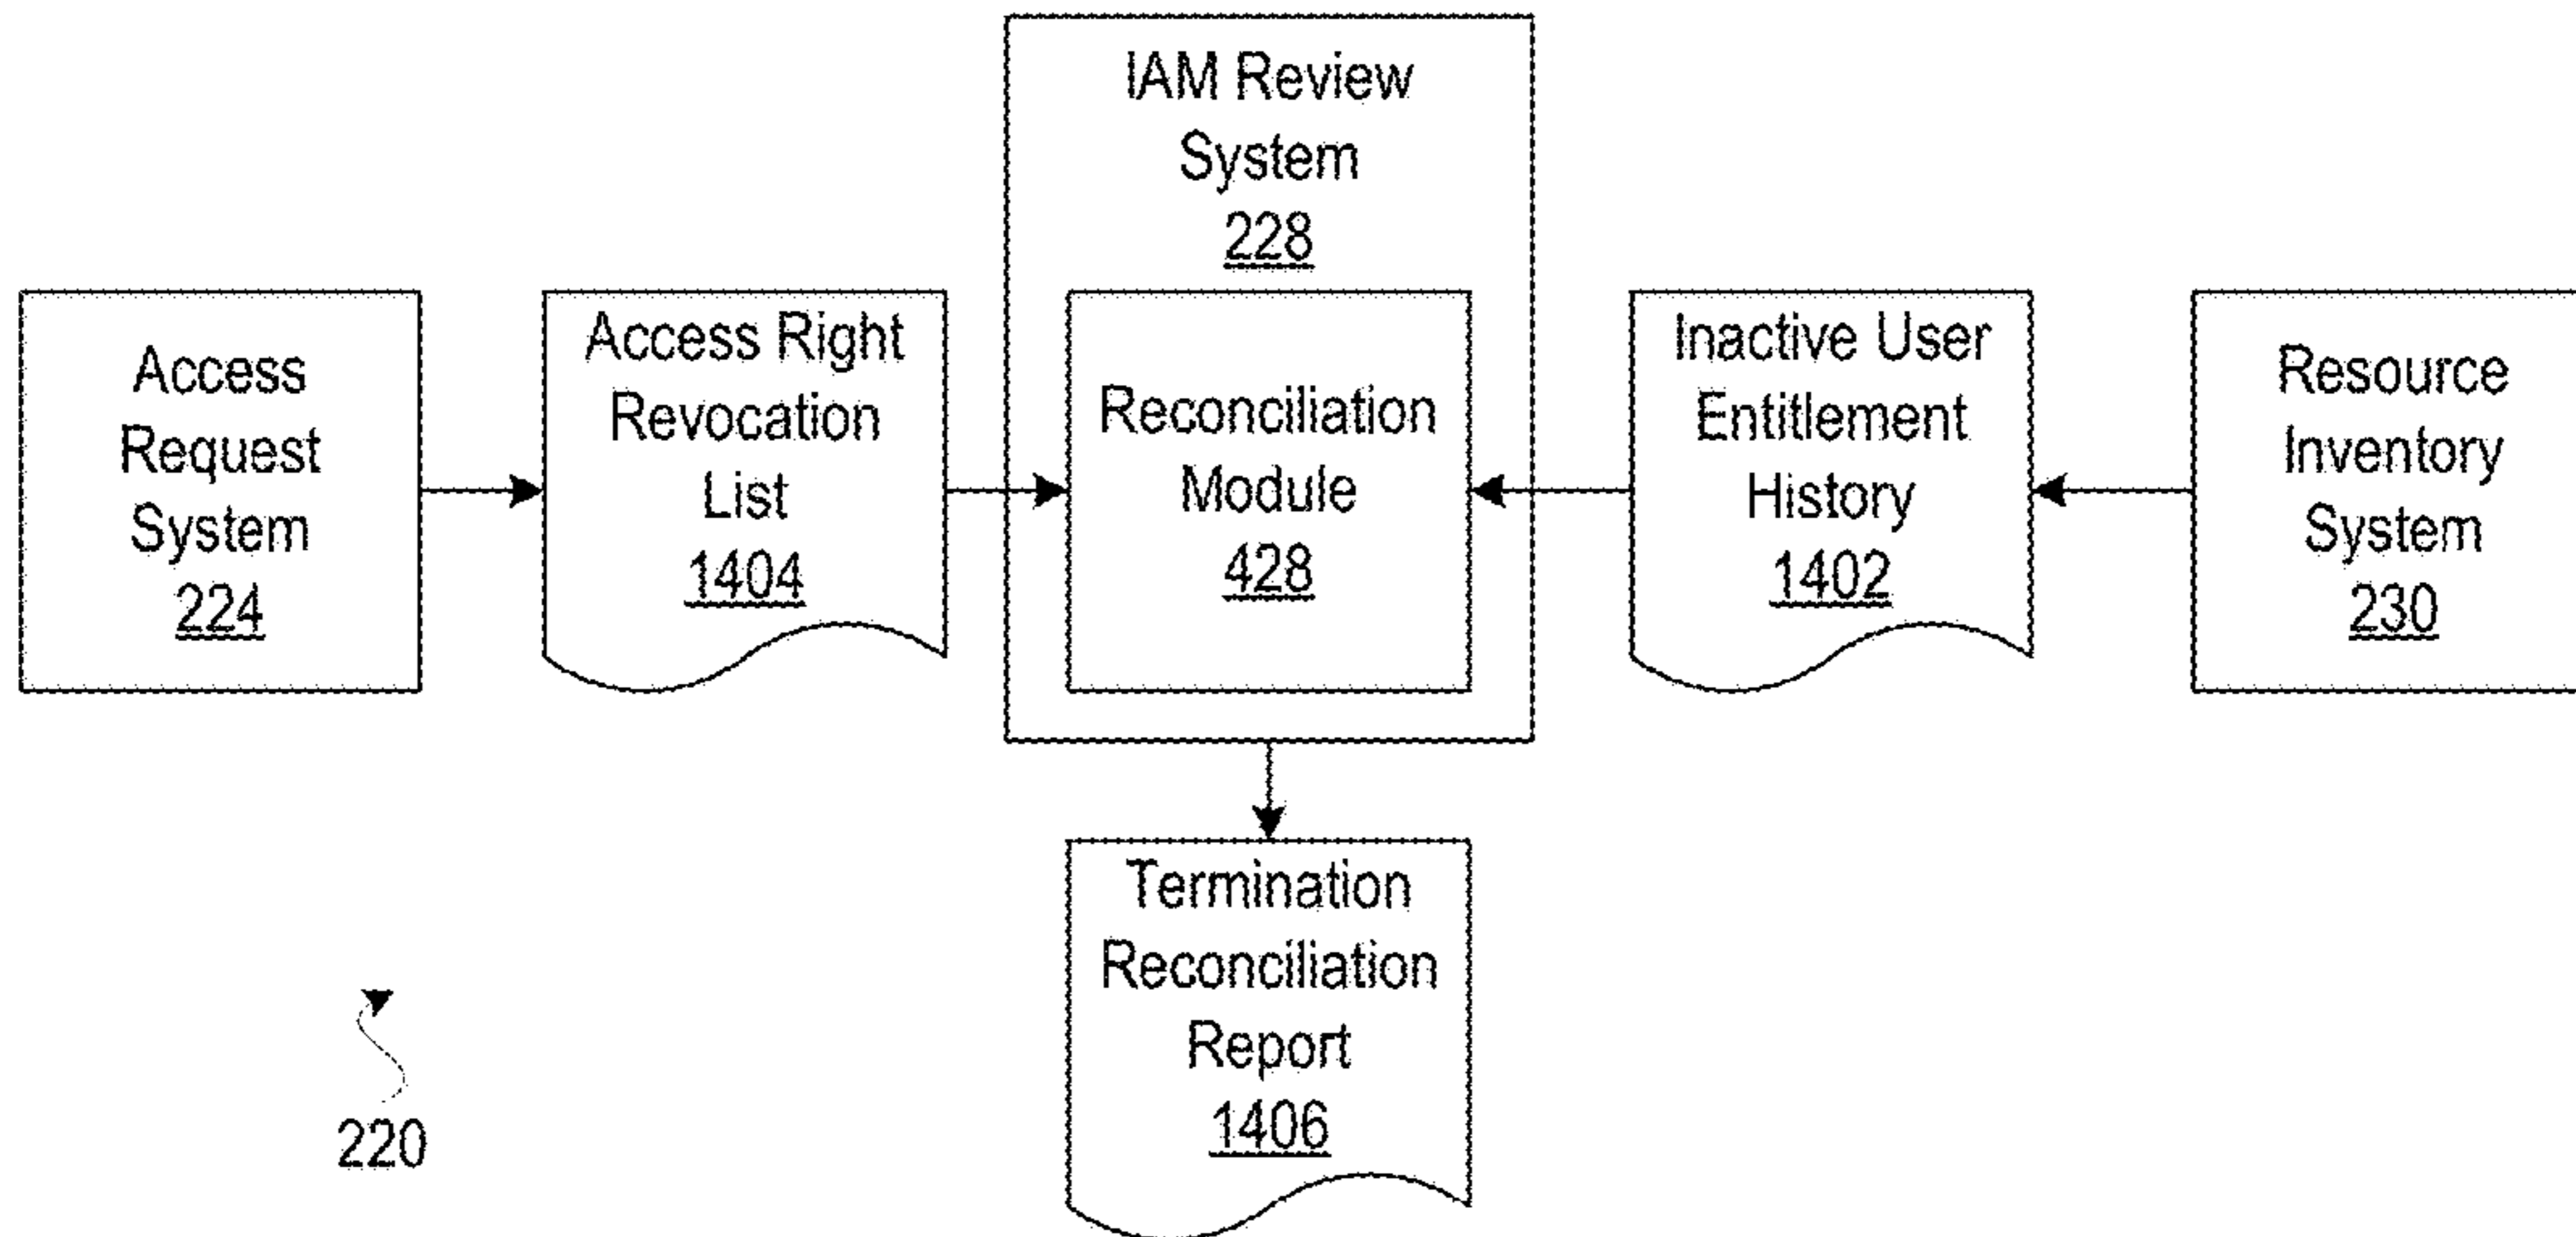 IAM Review
System
228
Access
Request
System
224
Access Right
Revocation
List
1404
Reconciliation
Module
428
Inactive User
Entitlement
History
1402
Resource
Inventory
System
230
Termination
Reconciliation
Report
1406
220